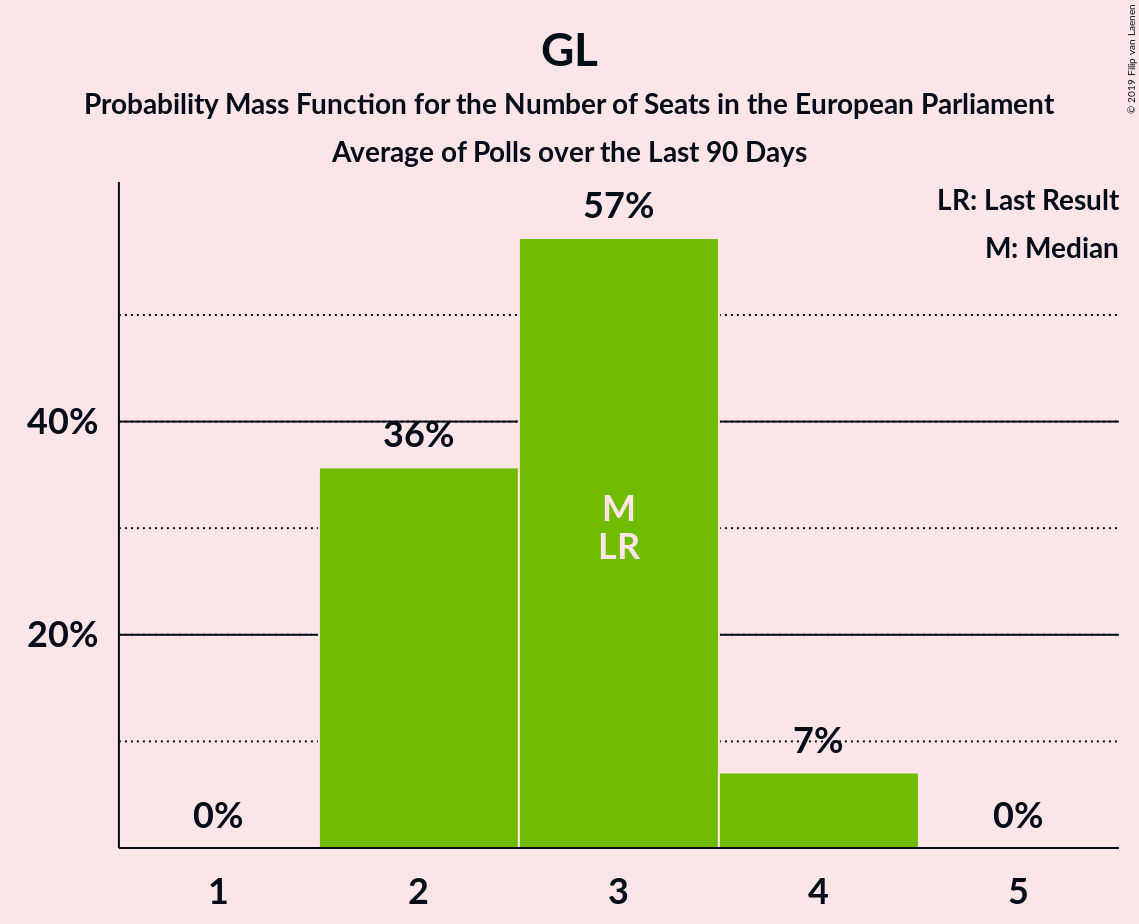 GL
Probability Mass Function for the Number of Seats in the European Parliament
Average of Polls over the Last 90 Days
© 2019 Filip van Laenen
LR: Last Result
M: Median
57%
40%
36%
M
LR
20%
7%
0%
0%
1
2
3
4
5